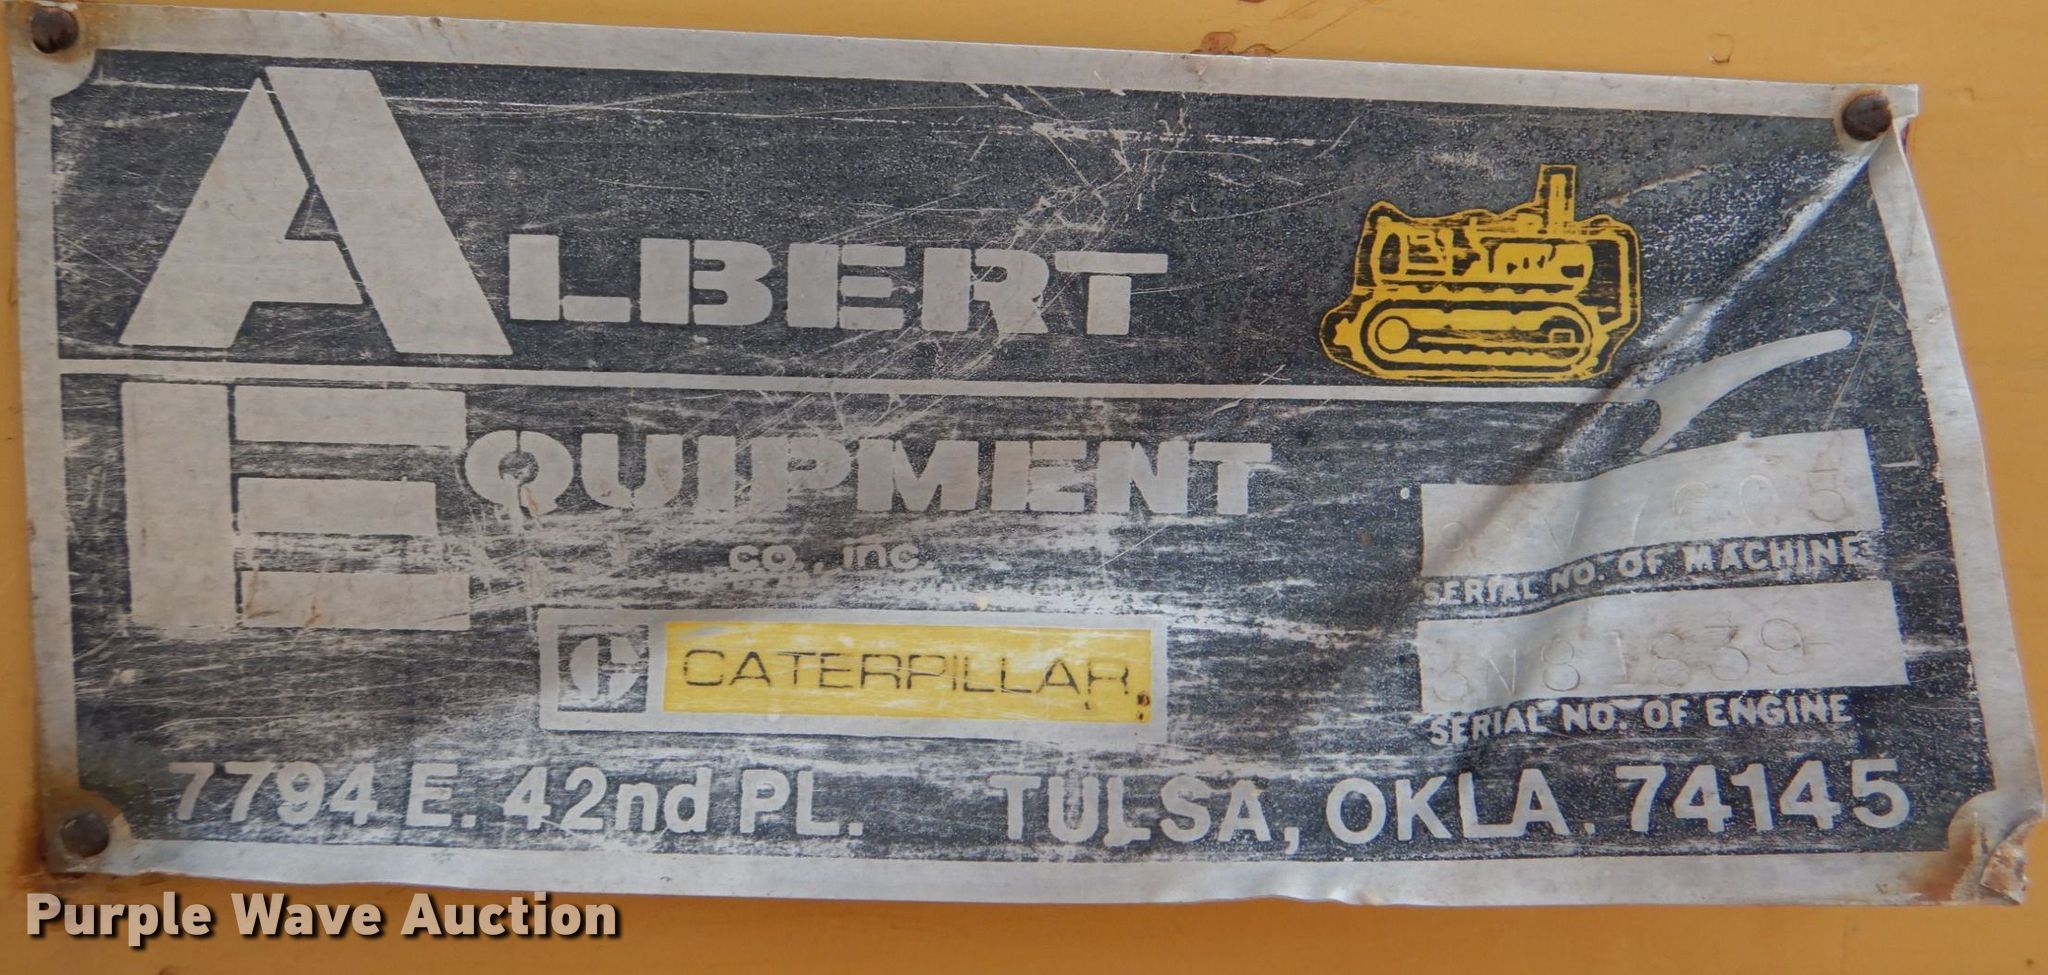 ALBERT
EQUIPMENT
CO., INC.
C CATERPILLAR
SERIAL NO. OF MACHINE
SERIAL NO. OF ENGINE
7794 E. 42nd PL. TULSA, OKLA. 74145
Purple Wave Auction